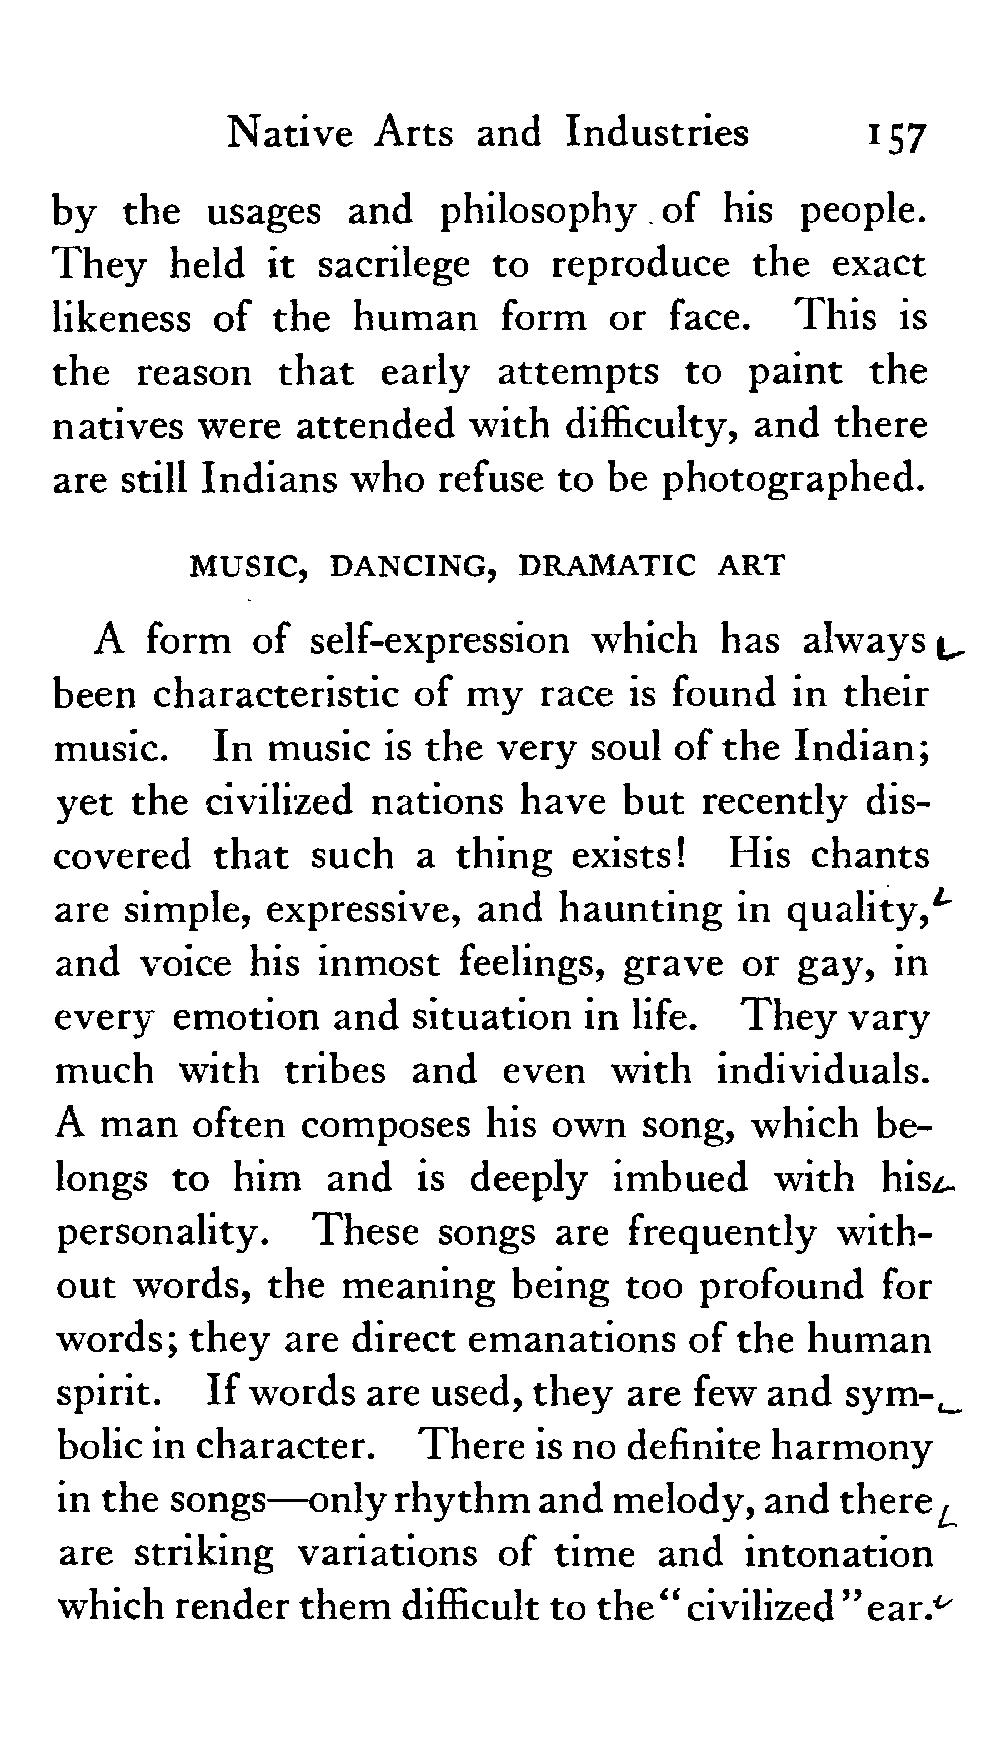 Native Arts and Industries 157
by the usages and philosophy of his people.
They held it sacrilege to reproduce the exact
likeness of the human form or face. This is
the reason that early attempts to paint the
natives were attended with difficulty, and there
are still Indians who refuse to be photographed.
MUSIC, DANCING, DRAMATIC ART
A form of self-expression which has always
been characteristic of my race is found in their
music. In music is the very soul of the Indian;
yet the civilized nations have but recently dis-
covered that such a thing exists! His chants
are simple, expressive, and haunting in quality,
and voice his inmost feelings, grave or gay, in
every emotion and situation in life. They vary
much with tribes and even with individuals.
A man often composes his own song, which be-
longs to him and is deeply imbued with his
personality. These songs are frequently with-
out words, the meaning being too profound for
words; they are direct emanations of the human
spirit. If words are used, they are few and sym-
bolic in character. There is no definite harmony
in the songs—only rhythm and melody, and there
are striking variations of time and intonation
which render them difficult to the "civilized" ear.